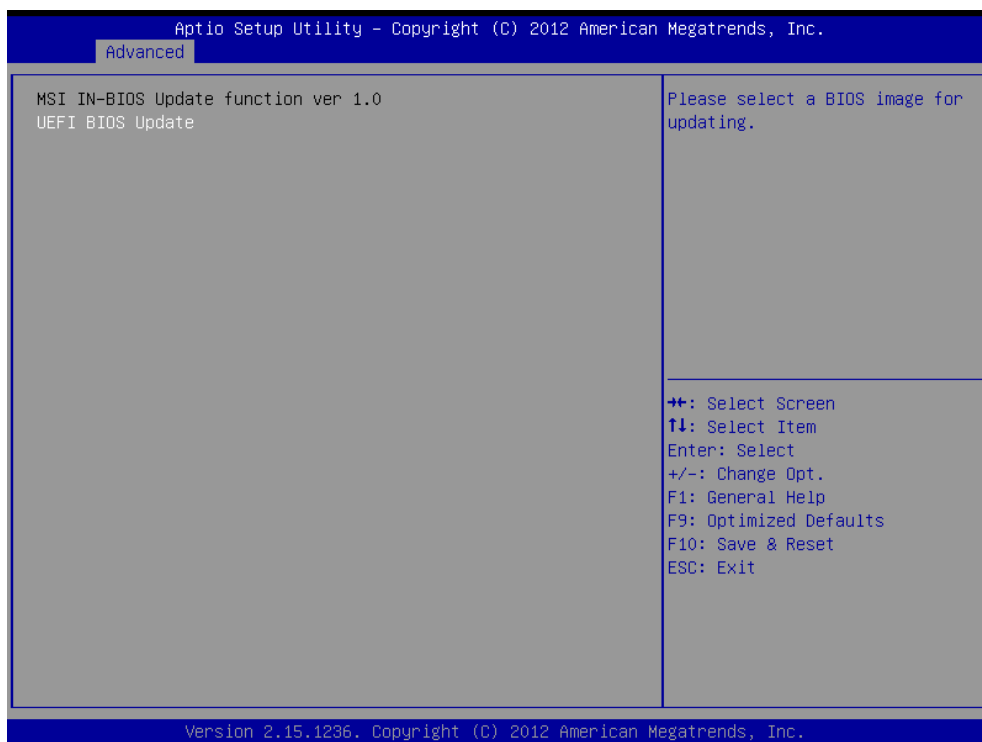 Aptio Setup Utility – Copyright (C) 2012 American Megatrends, Inc.
Advanced
MSI IN-BIOS Update function ver 1.0
UEFI BIOS Update
Please select a BIOS image for
updating.
→←: Select Screen
↑↓: Select Item
Enter: Select
+/-: Change Opt.
F1: General Help
F9: Optimized Defaults
F10: Save & Reset
ESC: Exit
Version 2.15.1236. Copyright (C) 2012 American Megatrends, Inc.